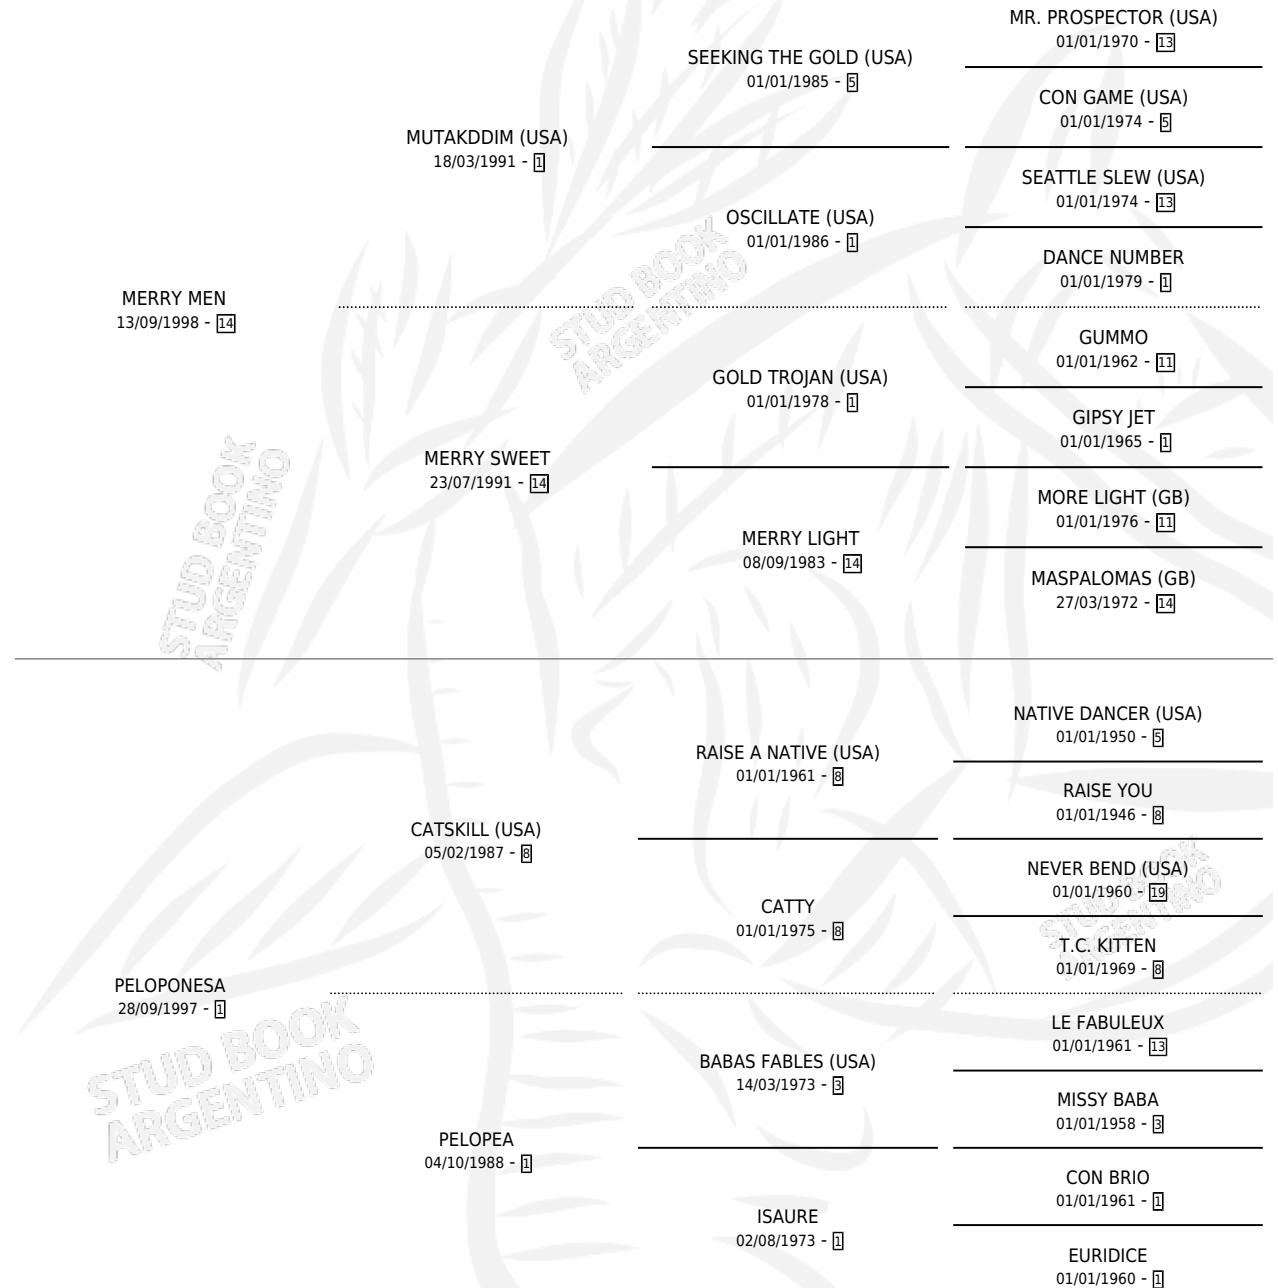 MR. PROSPECTOR (USA)
01/01/1970 - 13
SEEKING THE GOLD (USA)
01/01/1985 - 5
CON GAME (USA)
01/01/1974 - 5
MUTAKDDIM (USA)
18/03/1991 - 1
SEATTLE SLEW (USA)
01/01/1974 - 13
OSCILLATE (USA)
01/01/1986 - 1
DANCE NUMBER
01/01/1979 - 1
MERRY MEN
13/09/1998 - 14
STUD BOOK
ARGENTINO
GUMMO
01/01/1962 - 11
GOLD TROJAN (USA)
01/01/1978 - 1
GIPSY JET
01/01/1965 - 1
MERRY SWEET
23/07/1991 - 14
MORE LIGHT (GB)
01/01/1976 - 11
MERRY LIGHT
08/09/1983 - 14
MASPALOMAS (GB)
27/03/1972 - 14
STUD BOOK
ARGENTINO
NATIVE DANCER (USA)
01/01/1950 - 5
RAISE A NATIVE (USA)
01/01/1961 - 8
RAISE YOU
01/01/1946 - 8
CATSKILL (USA)
05/02/1987 - 8
NEVER BEND (USA)
01/01/1960 - 19
CATTY
01/01/1975 - 8
T.C. KITTEN
01/01/1969 - 8
STUD BOOK
ARGENTINO
PELOPONESA
28/09/1997 - 1
LE FABULEUX
01/01/1961 - 13
BABAS FABLES (USA)
14/03/1973 - 3
MISSY BABA
01/01/1958 - 3
STUD BOOK
ARGENTINO
PELOPEA
04/10/1988 - 1
CON BRIO
01/01/1961 - 1
ISAURE
02/08/1973 - 1
EURIDICE
01/01/1960 - 1